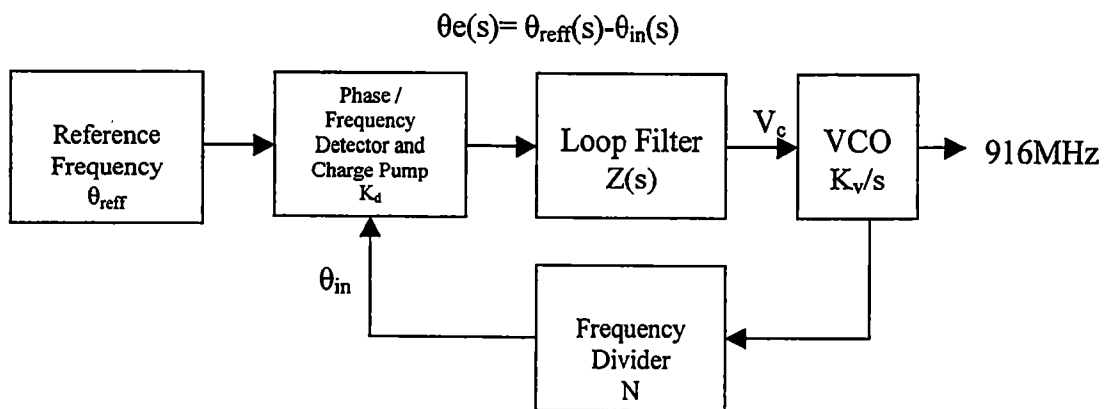 θe(s)= θreff(s)-θin(s)
Reference
Frequency
θreff
Phase /
Frequency
Detector and
Charge Pump
Kd
Loop Filter
Z(s)
Vc
VCO
Kv/s
916MHz
θin
Frequency
Divider
N